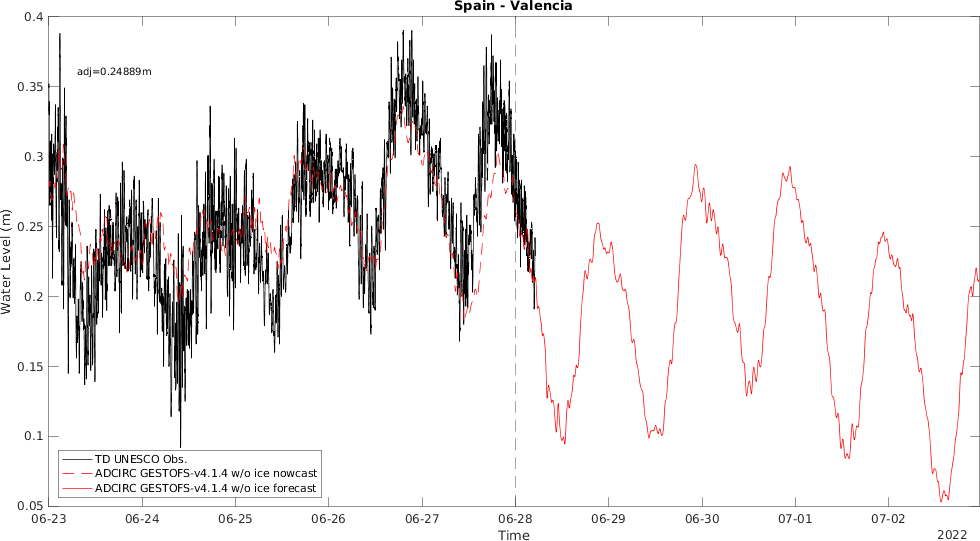 Spain - Valencia
adj=0.24889m
0.4
0.35
0.3
0.25
0.2
0.15
0.1
0.05
Water Level (m)
TD UNESCO Obs.
ADCIRC GESTOFS-v4.1.4 w/o ice nowcast
ADCIRC GESTOFS-v4.1.4 w/o ice forecast
06-23 06-24 06-25 06-26 06-27 06-28 06-29 06-30 07-01 07-02
Time
2022